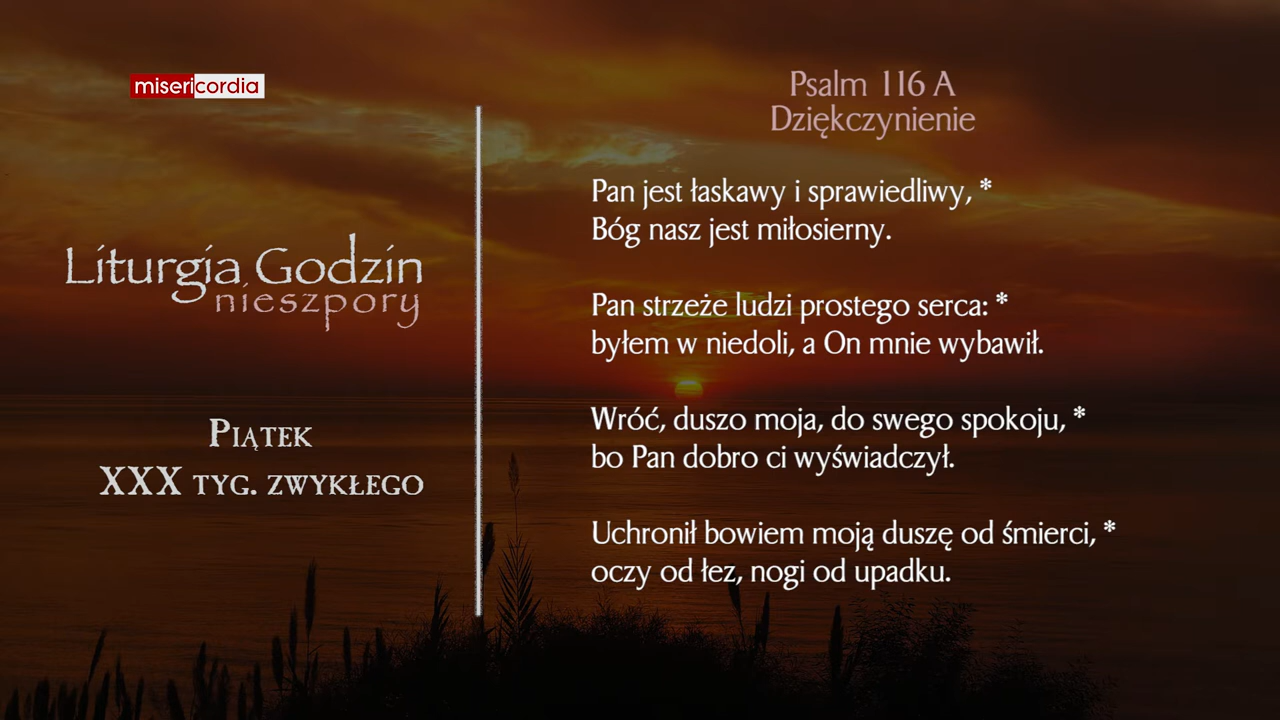 misericordia
Liturgia Godzin
nieszpory
Piątek
XXX tyg. zwykłego
Psalm 116 A
Dziękczynienie
Pan jest łaskawy i sprawiedliwy, *
Bóg nasz jest miłosierny.
Pan strzeże ludzi prostego serca: *
byłem w niedoli, a On mnie wybawił.
Wróć, duszo moja, do swego spokoju, *
bo Pan dobro ci wyświadczył.
Uchronił bowiem moją duszę od śmierci, *
oczy od łez, nogi od upadku.